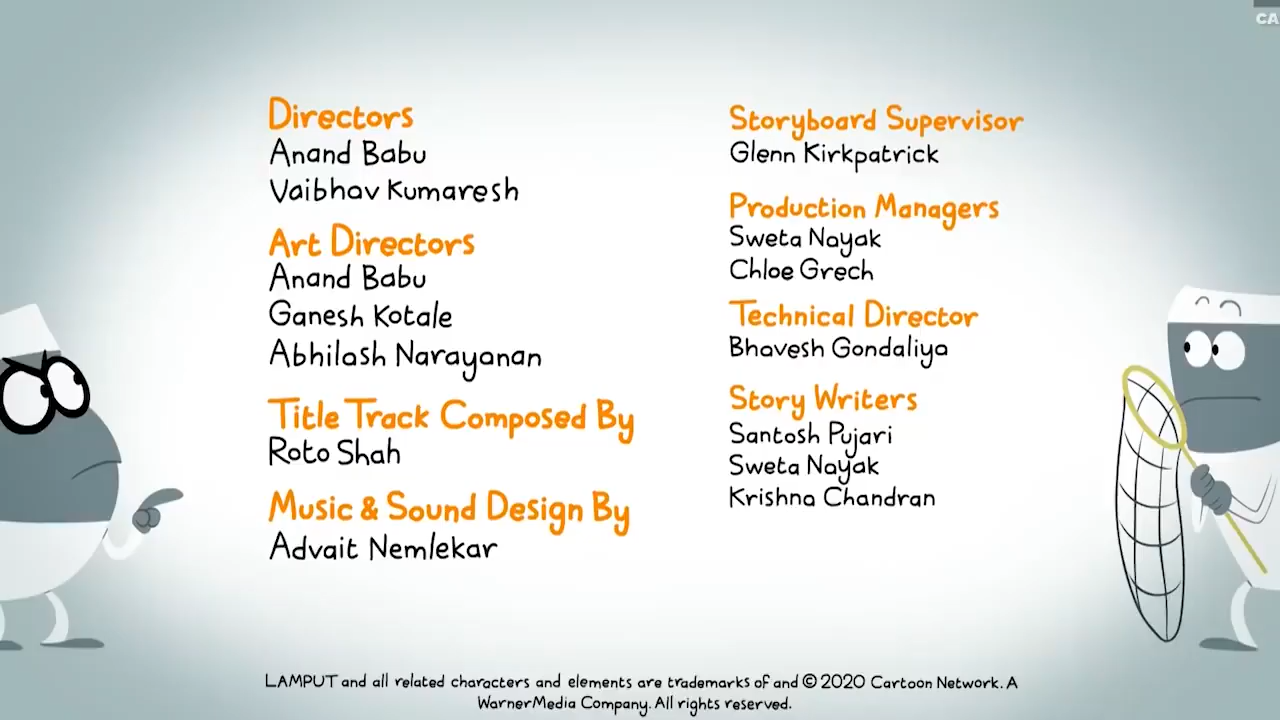 CA
Directors
Anand Babu
Vaibhav Kumaresh
Art Directors
Anand Babu
Ganesh Kotale
Abhilash Narayanan
Title Track Composed By
Roto Shah
Music & Sound Design By
Advait Nemlekar
Storyboard Supervisor
Glenn Kirkpatrick
Production Managers
Sweta Nayak
Chloe Grech
Technical Director
Bhavesh Gondaliya
Story Writers
Santosh Pujari
Sweta Nayak
Krishna Chandran
LAMPUT and all related characters and elements are trademarks of and © 2020 Cartoon Network. A
WarnerMedia Company. All rights reserved.